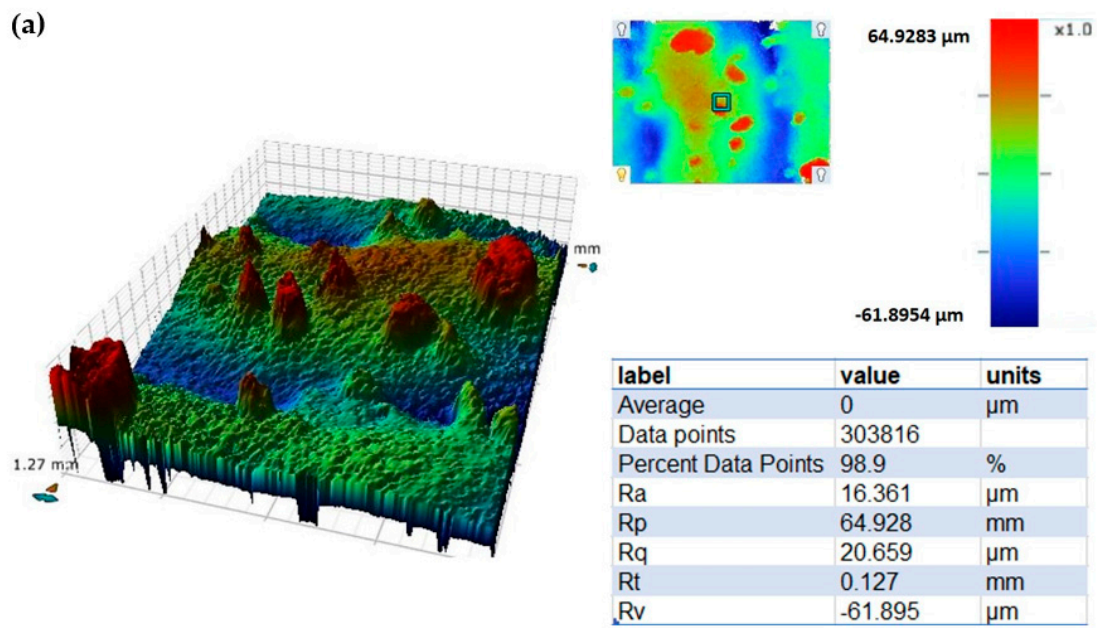 (a)
64.9283 µm
x1.0
-61.8954 µm
mm
1.27 mm
label value units
Average 0 µm
Data points 303816
Percent Data Points 98.9 %
Ra 16.361 µm
Rp 64.928 mm
Rq 20.659 µm
Rt 0.127 mm
Rv -61.895 µm